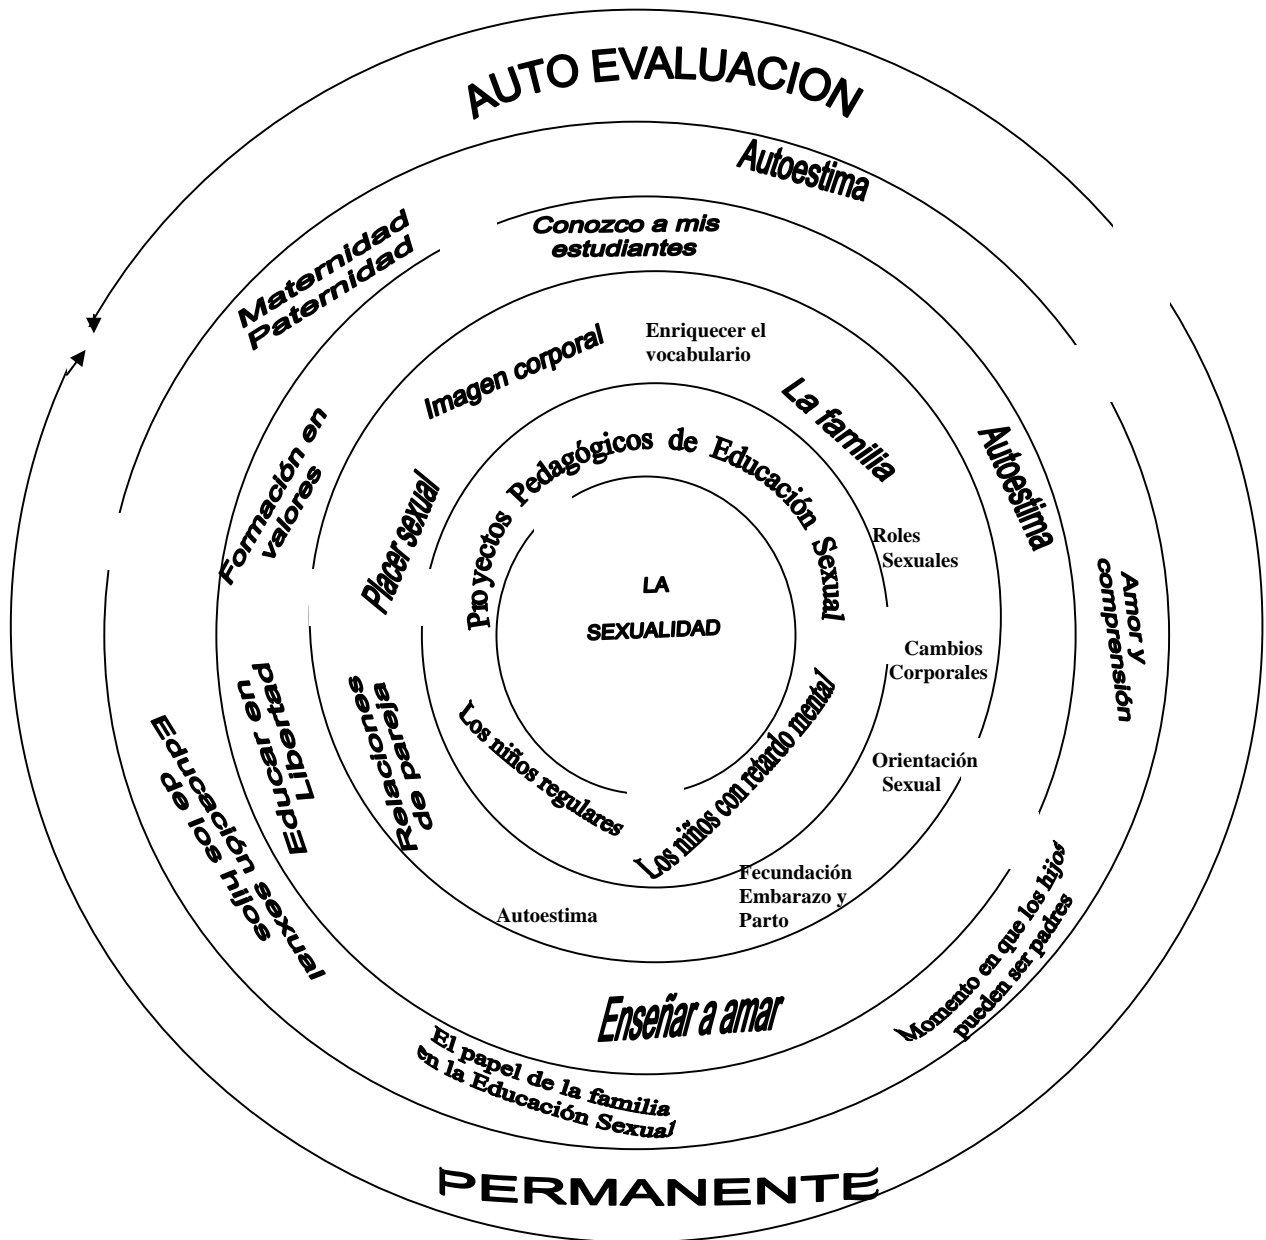 AUTO EVALUACION
Autoestima
Maternidad
Paternidad
Conozco a mis
estudiantes
Imagen corporal
Enriquecer el
vocabulario
La familia
Formación en
valores
Placer sexual
Proyectos Pedagógicos de Educación Sexual
Autoestima
Roles
Sexuales
LA
SEXUALIDAD
Amor y
comprensión
Cambios
Corporales
Educar en
Libertad
Relaciones
de pareja
Los niños regulares
Los niños con retardo mental
Orientación
Sexual
Educación sexual
de los hijos
Fecundación
Embarazo y
Parto
Autoestima
Momento en que los hijos
pueden ser padres
Enseñar a amar
El papel de la familia
en la Educación Sexual
PERMANENTE